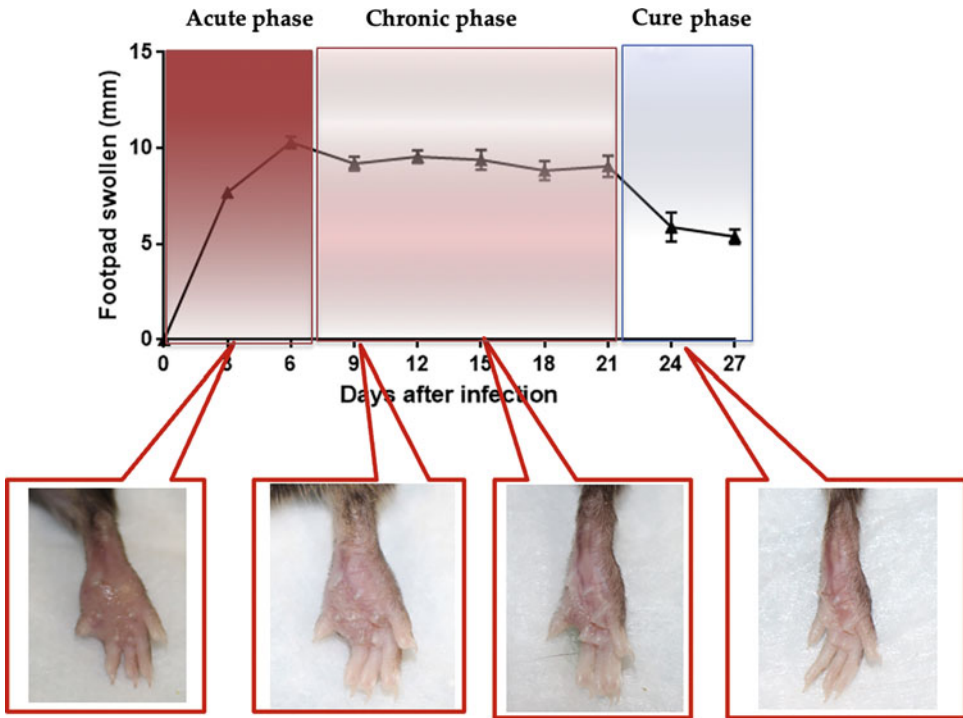 Acute phase
Chronic phase
Cure phase
Footpad swollen (mm)
15
10
5
0
0 3 6 9 12 15 18 21 24 27
Days after infection